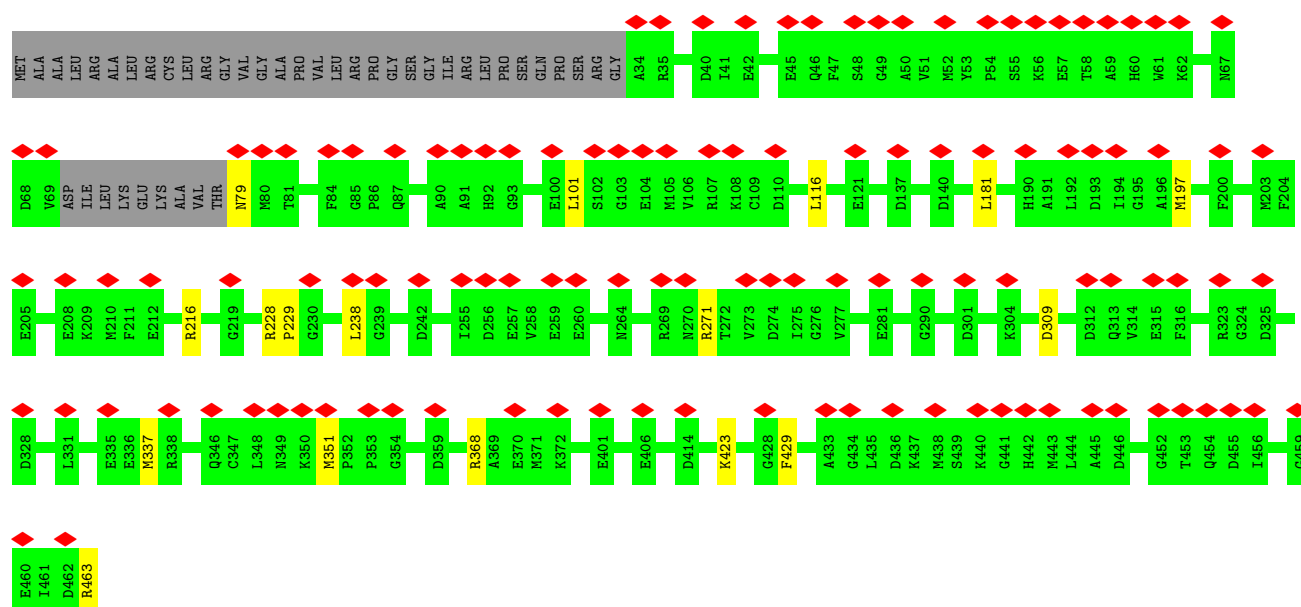 MET ALA ALA LEU ARG ALA LEU ARG CYS LEU ARG GLY VAL GLY ALA PRO VAL LEU ARG PRO GLY SER GLY ILE ARG LEU PRO SER GLN PRO SER ARG GLY A34 R35 D40 I41 E42 E45 Q46 F47 S48 G49 A50 V51 M52 Y53 P54 S55 K56 E57 T58 A59 H60 W61 K62 N67
D68 V69 ASP ILE LEU LYS GLU LYS ALA VAL THR N79 M80 T81 F84 G85 P86 Q87 A90 A91 H92 G93 E100 L101 S102 G103 E104 M105 V106 R107 K108 C109 D110 L116 E121 D137 D140 L181 H190 A191 L192 D193 I194 G195 A196 M197 F200 M203 F204
E205 E208 K209 M210 F211 E212 R216 G219 R228 P229 G230 L238 G239 D242 I255 D256 E257 V258 E259 E260 N264 R269 N270 R271 T272 V273 D274 I275 G276 V277 E281 G290 D301 K304 D309 D312 Q313 V314 E315 F316 R323 G324 D325
D328 L331 E335 E336 M337 R338 Q346 C347 L348 N349 K350 M351 P352 P353 G354 D359 R368 A369 E370 M371 K372 E401 E406 D414 K423 G428 F429 A433 G434 L435 D436 K437 M438 S439 K440 G441 H442 M443 L444 A445 D446 G452 T453 Q454 D455 I456 G459
E460 I461 D462 R463